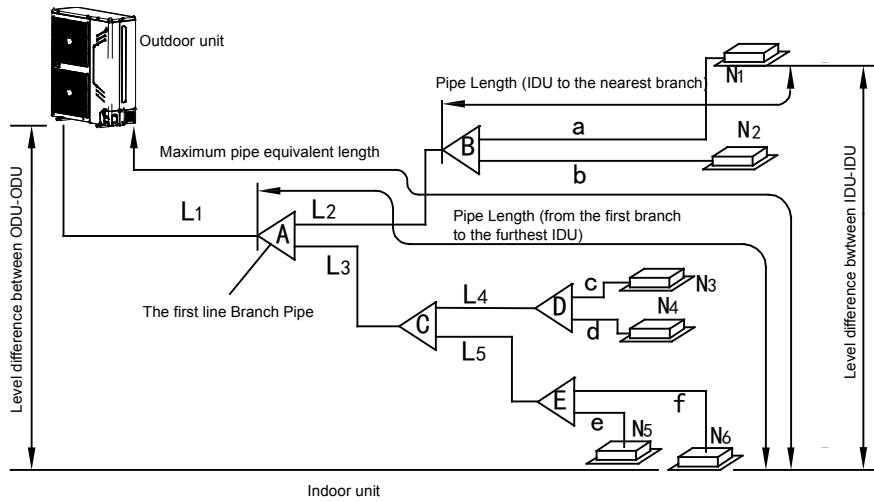 Outdoor unit
Pipe Length (IDU to the nearest branch)
N1
a
N2
B
b
Maximum pipe equivalent length
L1
L2
Pipe Length (from the first branch
to the furthest IDU)
A
L3
The first line Branch Pipe
L4
c
N3
D
N4
C
d
L5
E
f
e
N5
N6
Level difference between ODU-ODU
Level difference bwtween IDU-IDU
Indoor unit